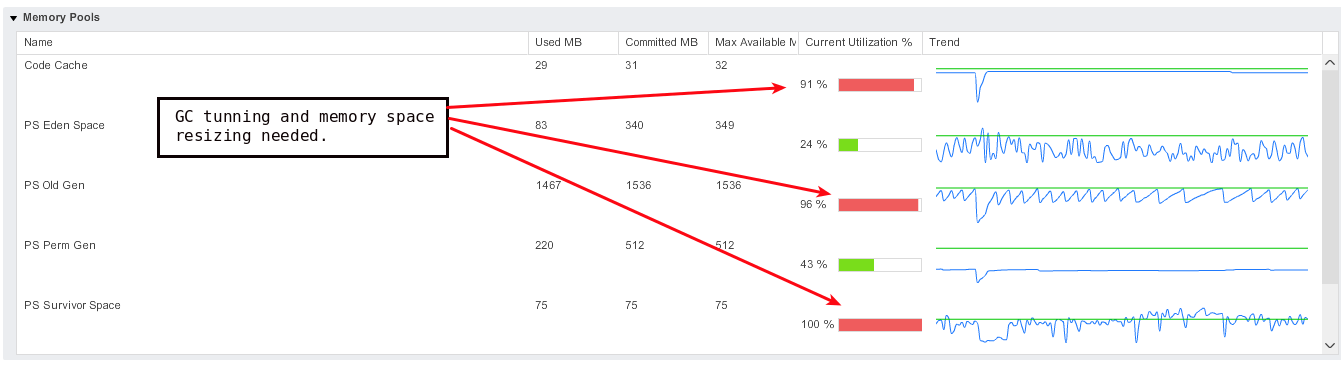 Memory Pools
Name Used MB Committed MB Max Available M Current Utilization % Trend
Code Cache 29 31 32
91 %
GC tunning and memory space
resizing needed.
PS Eden Space 83 340 349
24 %
PS Old Gen 1467 1536 1536
96 %
PS Perm Gen 220 512 512
43 %
PS Survivor Space 75 75 75
100 %